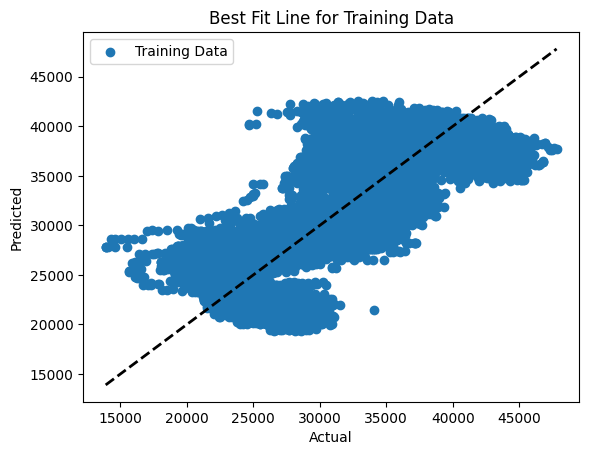 Best Fit Line for Training Data
Training Data
45000
40000
35000
30000
25000
20000
15000
Predicted
15000 20000 25000 30000 35000 40000 45000
Actual